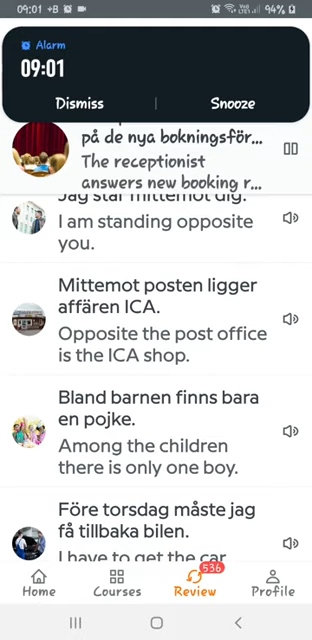 09:01 +B
94%
Alarm
09:01
Dismiss | Snooze
på de nya bokningsför...
The receptionist
answers new booking r...
Jag står mittemot dig.
I am standing opposite
you.
Mittemot posten ligger
affären ICA.
Opposite the post office
is the ICA shop.
Bland barnen finns bara
en pojke.
Among the children
there is only one boy.
Före torsdag måste jag
få tillbaka bilen.
I have to get the car
536
Home Courses Review Profile